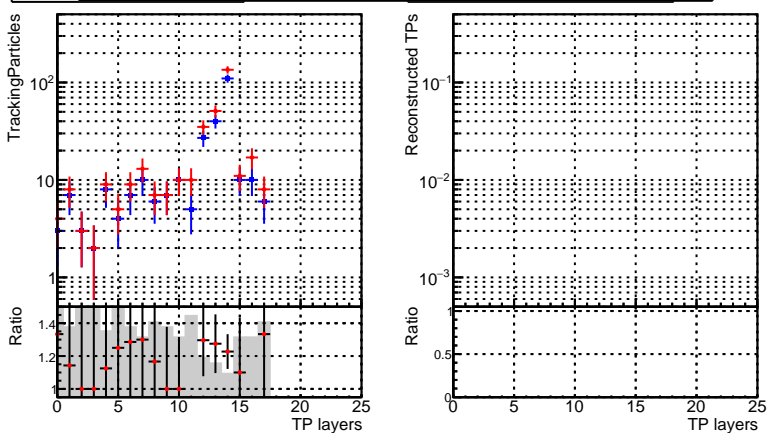 TrackingParticles
10²
10
1
Ratio
1.4
1.2
1
0 5 10 15 20 25
TP layers
Reconstructed TPs
10⁻¹
10⁻²
10⁻³
Ratio
1
0.5
0
0 5 10 15 20 25
TP layers